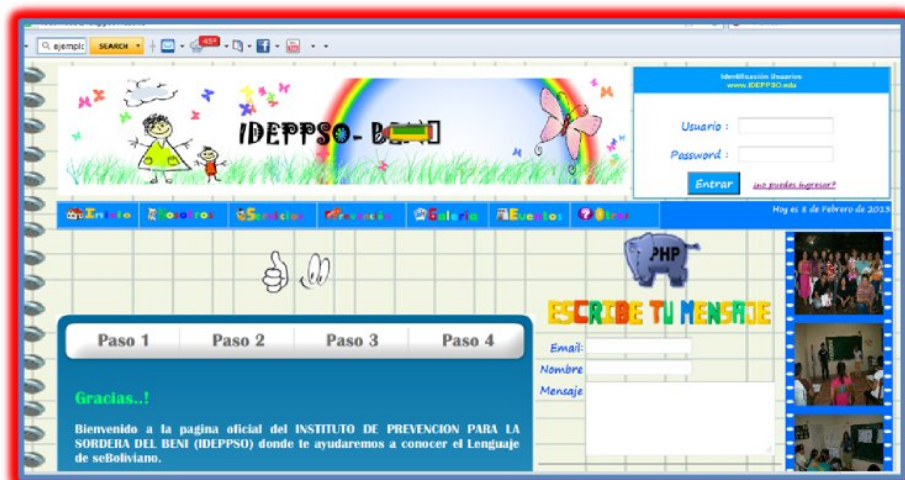 ejemplo
SEARCH
45º
Identificación Usuarios
www.IDEPPSO.edu
IDEPPSO- BENI
Usuario :
Password :
Entrar
¿no puedes ingresar?
Inicio
Nosotros
Servicios
Prevención
Galeria
Eventos
Otros
Hoy es 8 de Febrero de 2013
PHP
ESCRIBE TU MENSAJE
Paso 1
Paso 2
Paso 3
Paso 4
Email:
Nombre
Mensaje
Gracias..!
Bienvenido a la pagina oficial del INSTITUTO DE PREVENCION PARA LA
SORDERA DEL BENI (IDEPPSO) donde te ayudaremos a conocer el Lenguaje
de seBoliviano.